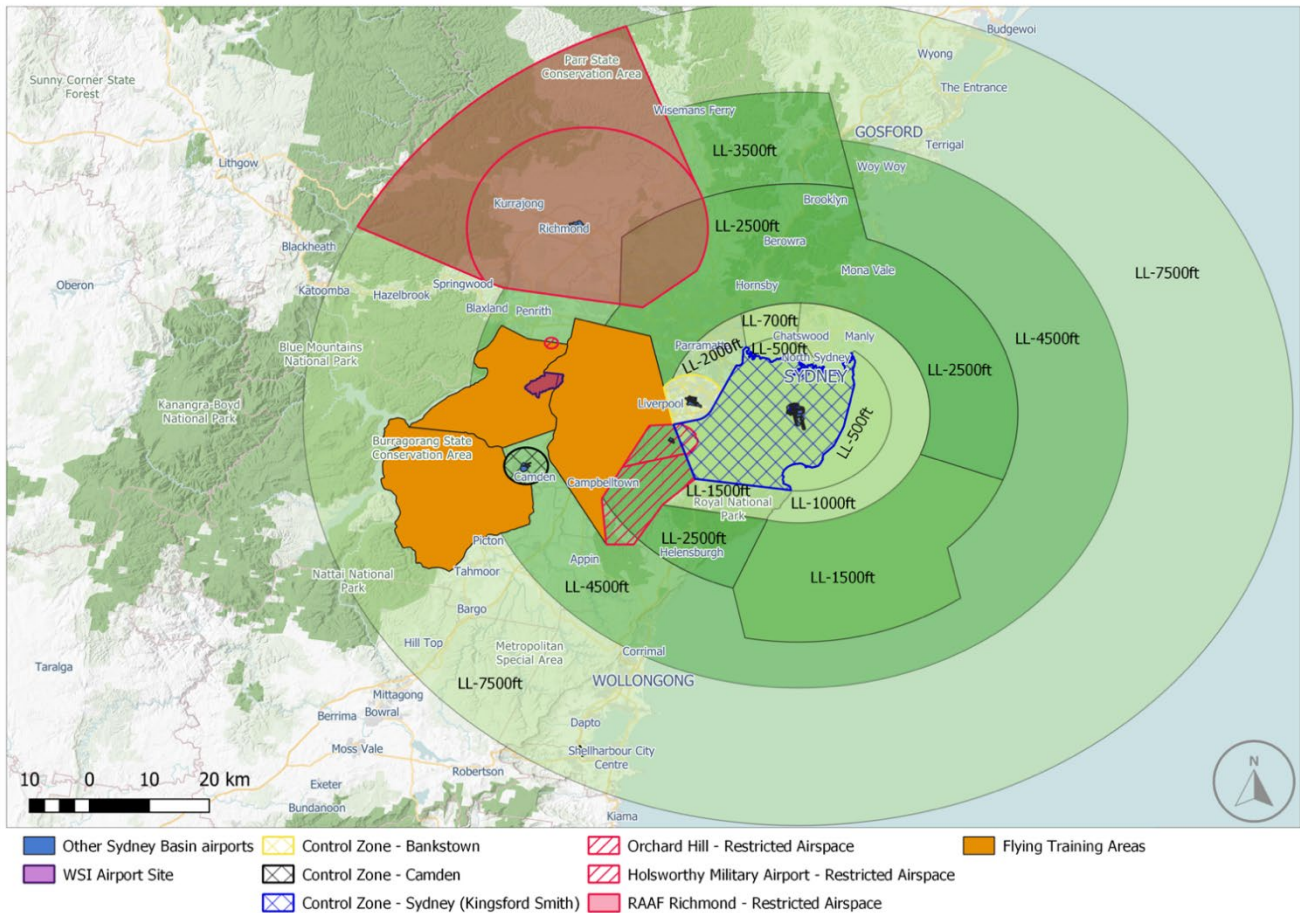 Budgewoi
Wyong
Parr State
Conservation Area
Sunny Corner State
Forest
The Entrance
Wisemans Ferry
GOSFORD
Terrigal
LL-3500ft
Lithgow
Woy Woy
Kurrajong
Brooklyn
Richmond
LL-2500ft
Berowra
Blackheath
Mona Vale
LL-7500ft
Oberon
Katoomba
Hazelbrook
Springwood
Hornsby
Blaxland
Penrith
LL-700ft
LL-4500ft
Blue Mountains
National Park
Parramatta
LL-2000ft
Chatswood
Manly
LL-500ft
North Sydney
SYDNEY
LL-2500ft
Kanangra-Boyd
National Park
Liverpool
LL-500ft
Burragorang State
Conservation Area
Camden
Campbelltown
LL-1500ft
Royal National
Park
LL-1000ft
Picton
LL-2500ft
Helensburgh
Appin
Nattai National
Park
Tahmoor
LL-4500ft
LL-1500ft
Bargo
Hill Top
Metropolitan
Special Area
Corrimal
Taralga
LL-7500ft
WOLLONGONG
Mittagong
Berrima
Bowral
Dapto
Moss Vale
Shellharbour City
Centre
Robertson
10 0 10 20 km
Exeter
Bundanoon
Kiama
N
Other Sydney Basin airports
Control Zone - Bankstown
Orchard Hill - Restricted Airspace
Flying Training Areas
WSI Airport Site
Control Zone - Camden
Holsworthy Military Airport - Restricted Airspace
Control Zone - Sydney (Kingsford Smith)
RAAF Richmond - Restricted Airspace